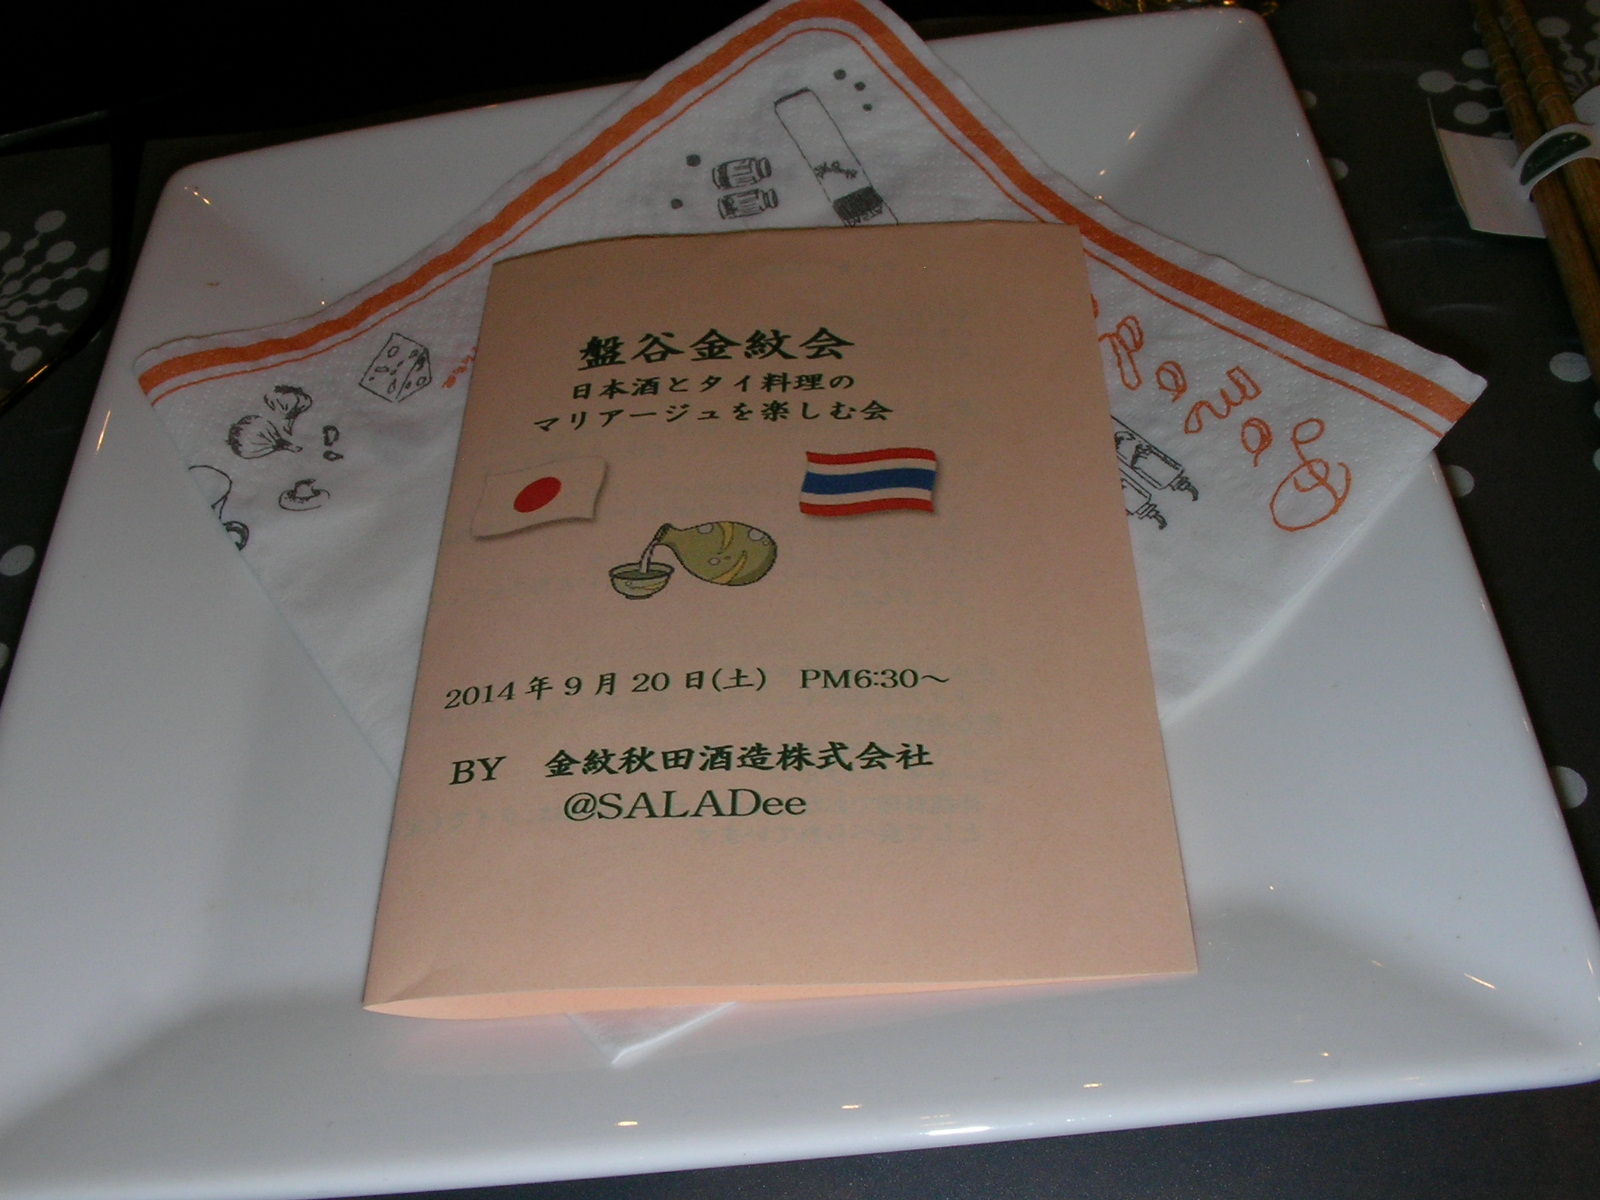 盤谷金紋会
日本酒とタイ料理の
マリアージュを楽しむ会
2014年9月20日(土) PM6:30～
BY 金紋秋田酒造株式会社
@SALADee